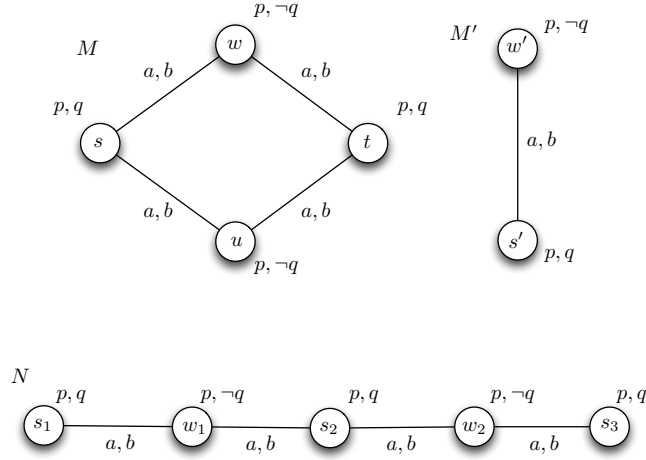 M
p, ¬q
w
a, b
a, b
p, q
s
p, q
t
a, b
a, b
u
p, ¬q
M′
p, ¬q
w′
a, b
s′
p, q
N
p, q
s₁
a, b
p, ¬q
w₁
a, b
p, q
s₂
a, b
p, ¬q
w₂
a, b
p, q
s₃